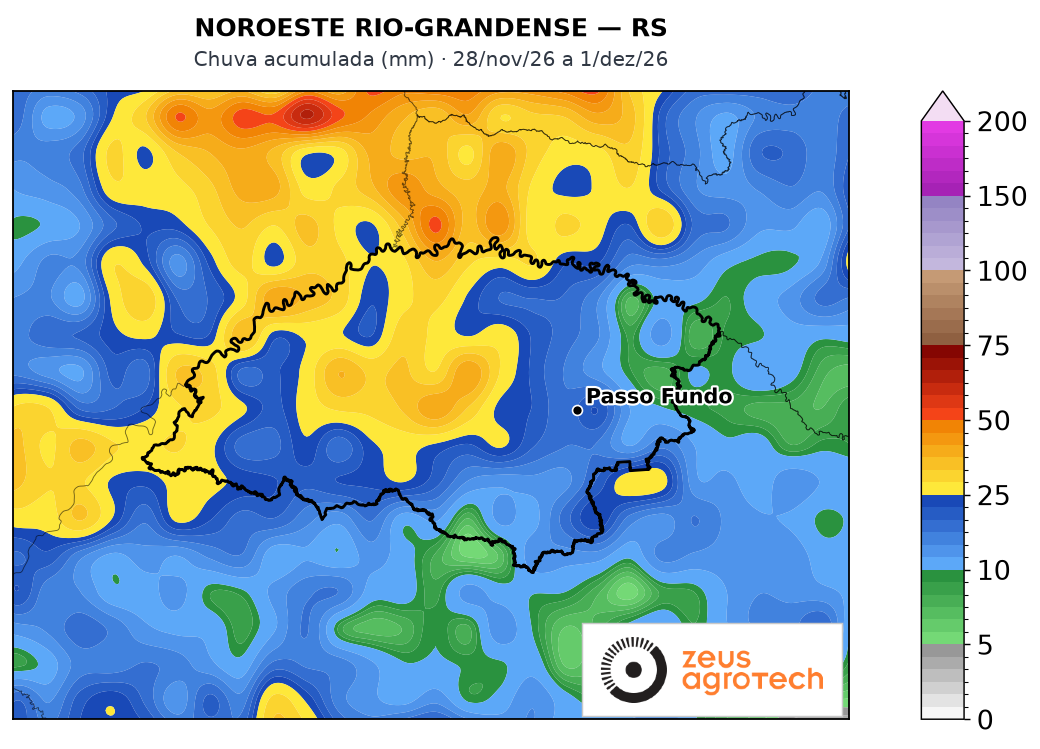 NOROESTE RIO-GRANDENSE — RS
Chuva acumulada (mm) · 28/nov/26 a 1/dez/26
200
150
100
75
50
25
10
5
0
Passo Fundo
zeus
agrotech